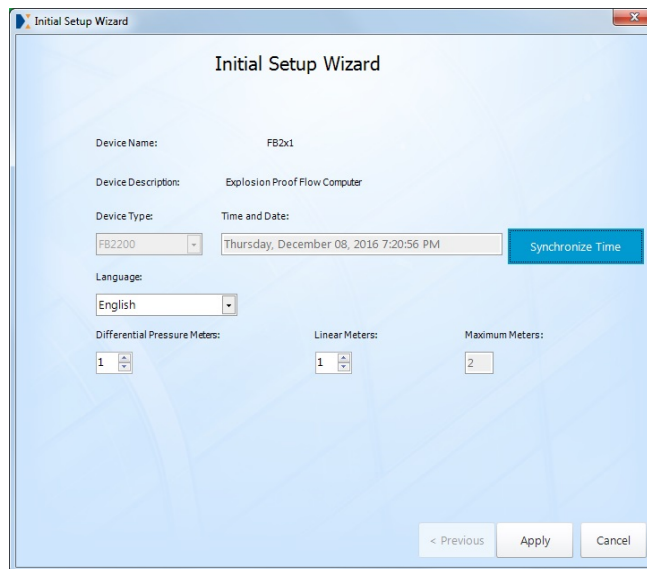 Initial Setup Wizard
Initial Setup Wizard
Device Name: FB2x1
Device Description: Explosion Proof Flow Computer
Device Type: Time and Date:
FB2200 Thursday, December 08, 2016 7:20:56 PM Synchronize Time
Language:
English
Differential Pressure Meters: Linear Meters: Maximum Meters:
1 1 2
< Previous Apply Cancel